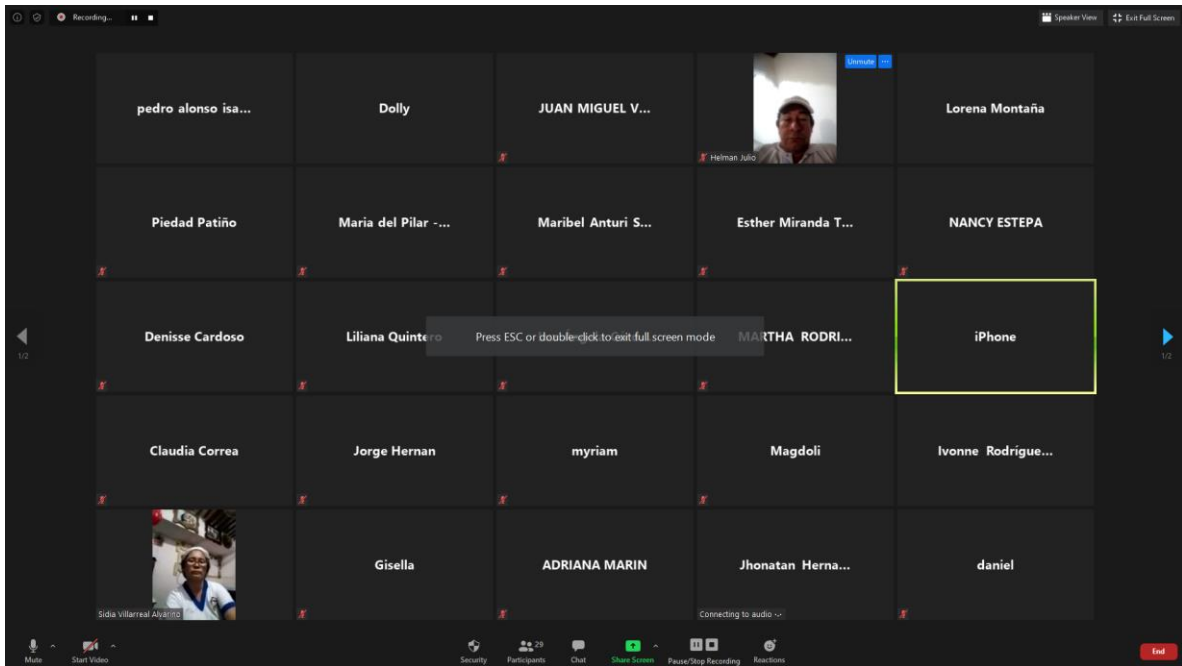 Recording...
Speaker View
Exit Full Screen
pedro alonso isa...
Dolly
JUAN MIGUEL V...
Unmute
...
Helman Julio
Lorena Montaña
Piedad Patiño
Maria del Pilar -...
Maribel Anturi S...
Esther Miranda T...
NANCY ESTEPA
1/2
Denisse Cardoso
Liliana Quintero
Press ESC or double-click to exit full screen mode
MARTHA RODRI...
iPhone
1/2
Claudia Correa
Jorge Hernan
myriam
Magdoli
Ivonne Rodrígue...
Sidia Villarreal Alvarino
Gisella
ADRIANA MARIN
Jhonatan Herna...
Connecting to audio
daniel
Mute
Start Video
Security
29
Participants
Chat
Share Screen
Pause/Stop Recording
Reactions
End